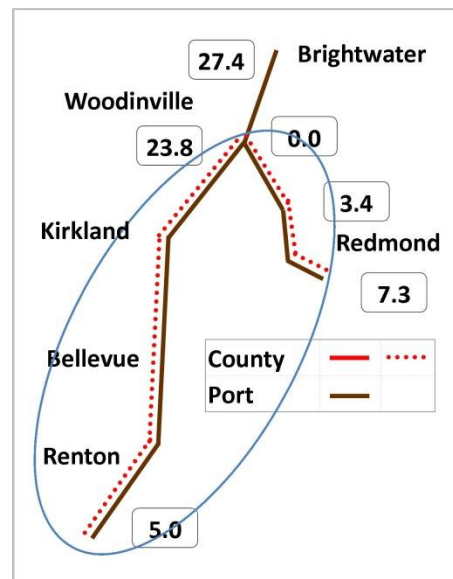 Brightwater
27.4
Woodinville
23.8
0.0
3.4
Kirkland
Redmond
7.3
Bellevue
County
Port
Renton
5.0